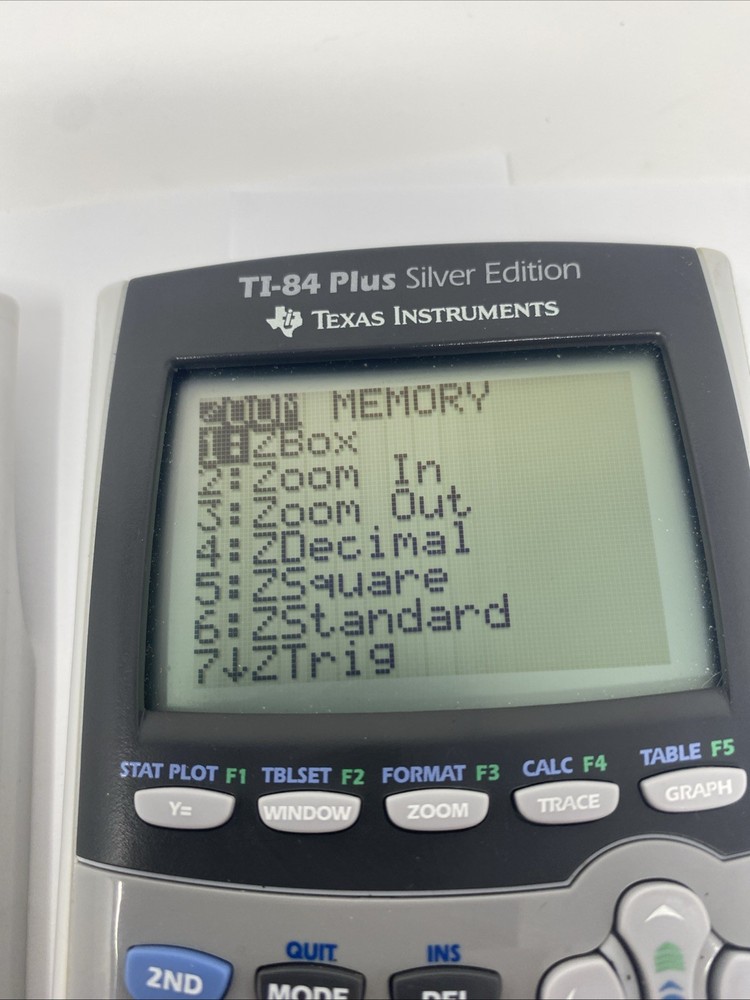 TI-84 Plus Silver Edition
TEXAS INSTRUMENTS
ZOOM MEMORY
1:ZBox
2:Zoom In
3:Zoom Out
4:ZDecimal
5:ZSquare
6:ZStandard
7↓ZTrig
STAT PLOT F1 TBLSET F2 FORMAT F3 CALC F4 TABLE F5
Y= WINDOW ZOOM TRACE GRAPH
QUIT INS
2ND MODE DEL